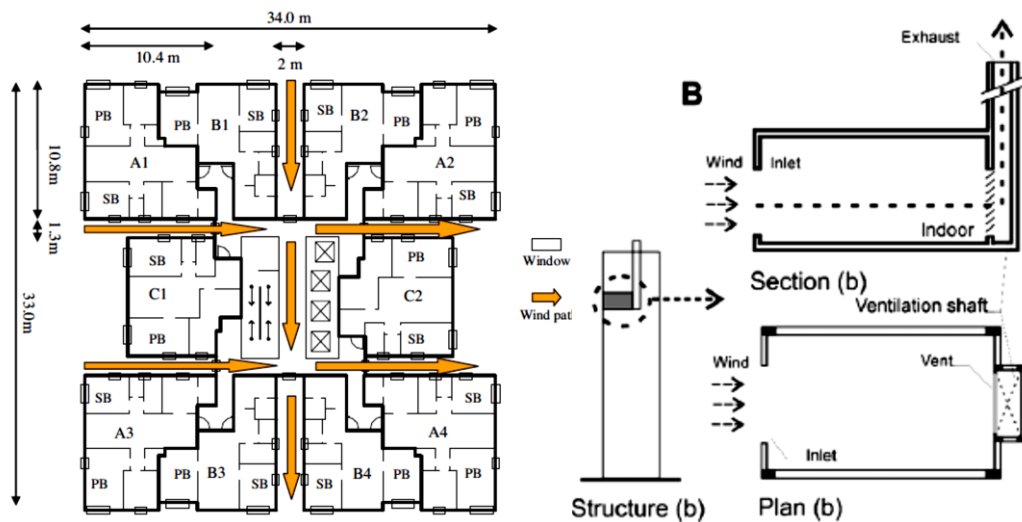 34.0 m
10.4 m
2 m
10.8m
1.3m
33.0m
PB
PB
B1
SB
SB
B2
PB
PB
A1
A2
SB
SB
SB
C1
PB
PB
C2
SB
SB
SB
A3
A4
PB
PB
B3
SB
SB
B4
PB
PB
Window
Wind pat
B
Exhaust
Wind
Inlet
Indoor
Section (b)
Ventilation shaft
Wind
Vent
Inlet
Structure (b)
Plan (b)